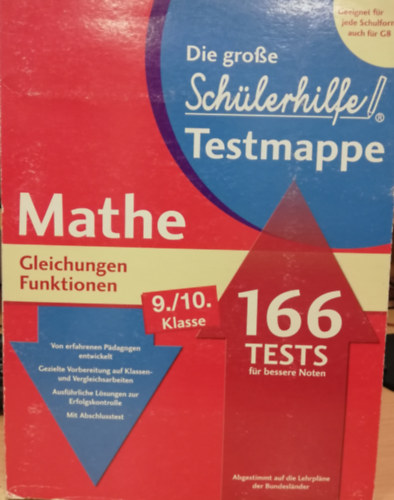 Geeignet für
jede Schulform
auch für G8
Die große
Schülerhilfe!®
Testmappe
Mathe
Gleichungen
Funktionen
9./10.
Klasse
166
TESTS
für bessere Noten
Von erfahrenen Pädagogen
entwickelt
Gezielte Vorbereitung auf Klassen-
und Vergleichsarbeiten
Ausführliche Lösungen zur
Erfolgskontrolle
Mit Abschlusstest
Abgestimmt auf die Lehrpläne
der Bundesländer